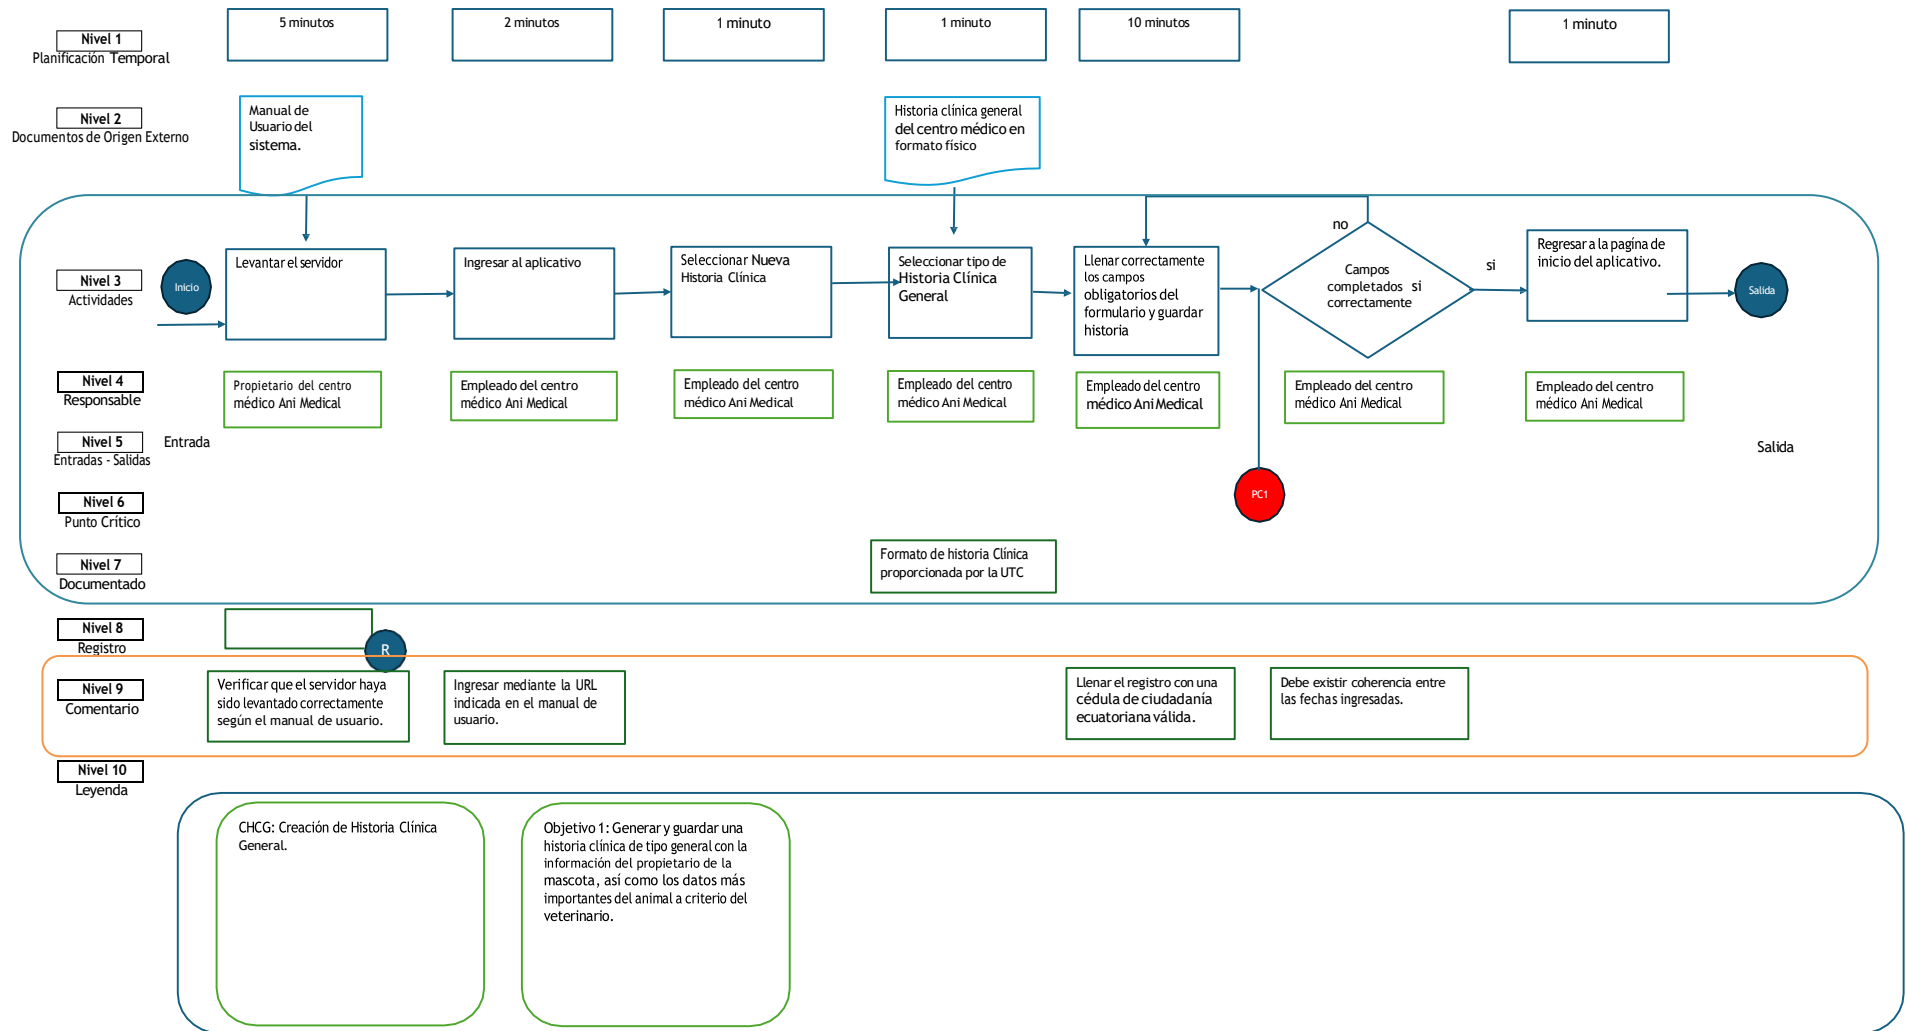 5 minutos
2 minutos
1 minuto
1 minuto
10 minutos
1 minuto
Nivel 1
Planificación Temporal
Nivel 2
Documentos de Origen Externo
Manual de
Usuario del
sistema.
Historia clínica general
del centro médico en
formato físico
Nivel 3
Actividades
Inicio
Levantar el servidor
Ingresar al aplicativo
Seleccionar Nueva
Historia Clínica
Seleccionar tipo de
Historia Clínica
General
Llenar correctamente
los campos
obligatorios del
formulario y guardar
historia
no
Campos
completados si
correctamente
si
Regresar a la pagína de
inicio del aplicativo.
Salida
Nivel 4
Responsable
Propietario del centro
médico Ani Medical
Empleado del centro
médico Ani Medical
Empleado del centro
médico Ani Medical
Empleado del centro
médico Ani Medical
Empleado del centro
médico Ani Medical
Empleado del centro
médico Ani Medical
Empleado del centro
médico Ani Medical
Nivel 5
Entradas - Salidas
Entrada
Salida
Nivel 6
Punto Crítico
PC1
Nivel 7
Documentado
Formato de historia Clínica
proporcionada por la UTC
Nivel 8
Registro
R
Nivel 9
Comentario
Verificar que el servidor haya
sido levantado correctamente
según el manual de usuario.
Ingresar mediante la URL
indicada en el manual de
usuario.
Llenar el registro con una
cédula de ciudadanía
ecuatoriana válida.
Debe existir coherencia entre
las fechas ingresadas.
Nivel 10
Leyenda
CHCG: Creación de Historia Clínica
General.
Objetivo 1: Generar y guardar una
historia clínica de tipo general con la
información del propietario de la
mascota, así como los datos más
importantes del animal a criterio del
veterinario.